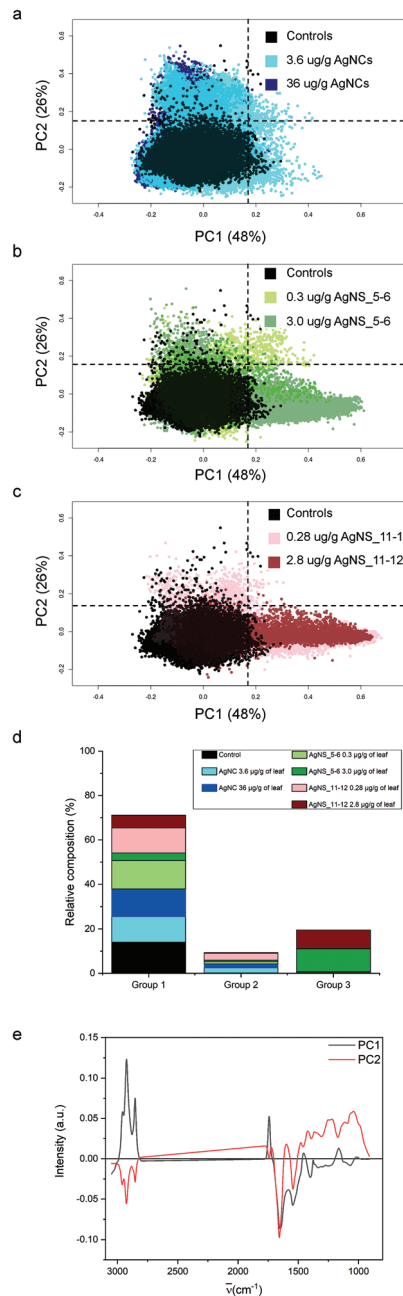 a
Controls
3.6 ug/g AgNCs
36 ug/g AgNCs
PC2 (26%)
0.6
0.4
0.2
0.0
-0.2
-0.4 -0.2 0.0 0.2 0.4 0.6
PC1 (48%)
b
Controls
0.3 ug/g AgNS_5-6
3.0 ug/g AgNS_5-6
PC2 (26%)
0.6
0.4
0.2
0.0
-0.2
-0.4 -0.2 0.0 0.2 0.4 0.6
PC1 (48%)
c
Controls
0.28 ug/g AgNS_11-1
2.8 ug/g AgNS_11-12
PC2 (26%)
0.6
0.4
0.2
0.0
-0.2
-0.4 -0.2 0.0 0.2 0.4 0.6
PC1 (48%)
d
Control
AgNC 3.6 µg/g of leaf
AgNC 36 µg/g of leaf
AgNS_5-6 0.3 µg/g of leaf
AgNS_5-6 3.0 µg/g of leaf
AgNS_11-12 0.28 µg/g of leaf
AgNS_11-12 2.8 µg/g of leaf
Relative composition (%)
100
80
60
40
20
0
Group 1 Group 2 Group 3
e
PC1
PC2
Intensity (a.u.)
0.15
0.10
0.05
0.00
-0.05
-0.10
3000 2500 2000 1500 1000
ν̄(cm⁻¹)